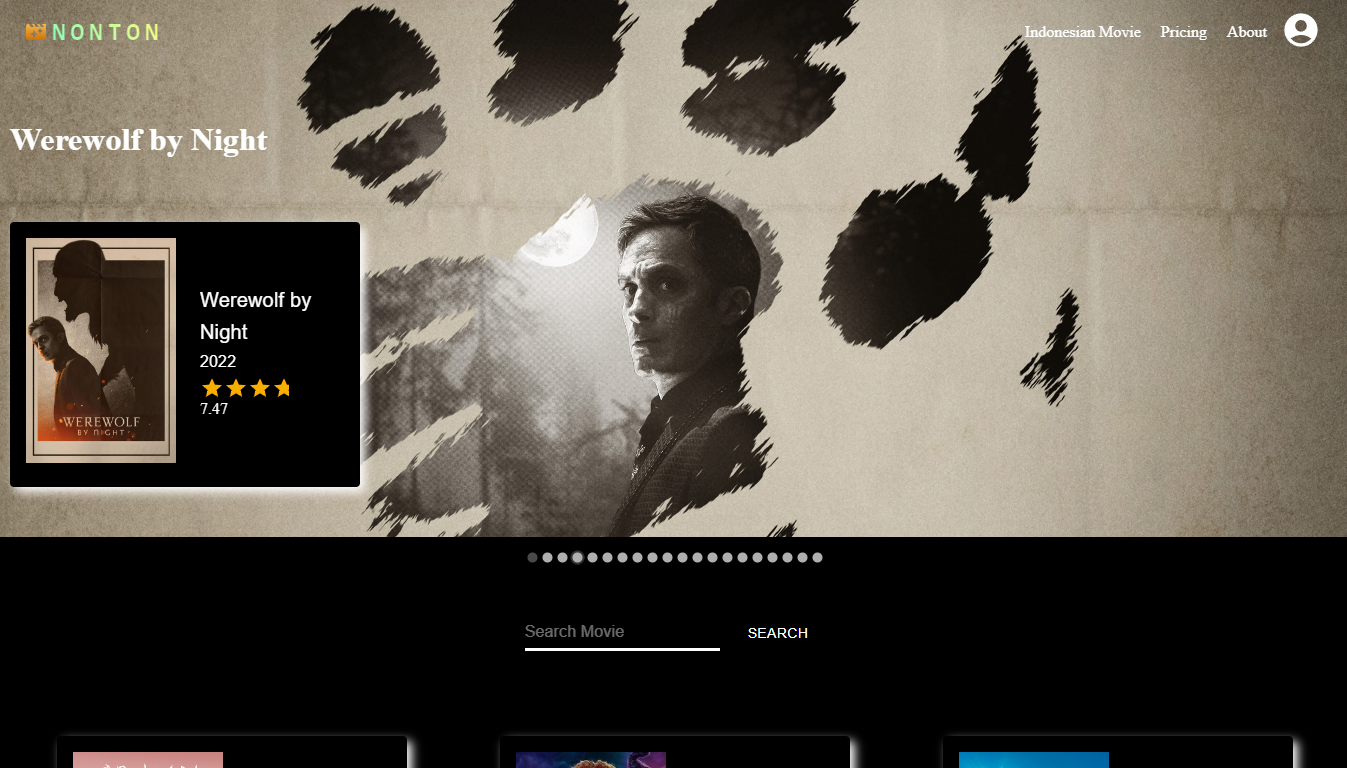 NONTON
Indonesian Movie Pricing About
Werewolf by Night
Werewolf by
Night
2022
7.47
WEREWOLF
BY NIGHT
Search Movie SEARCH